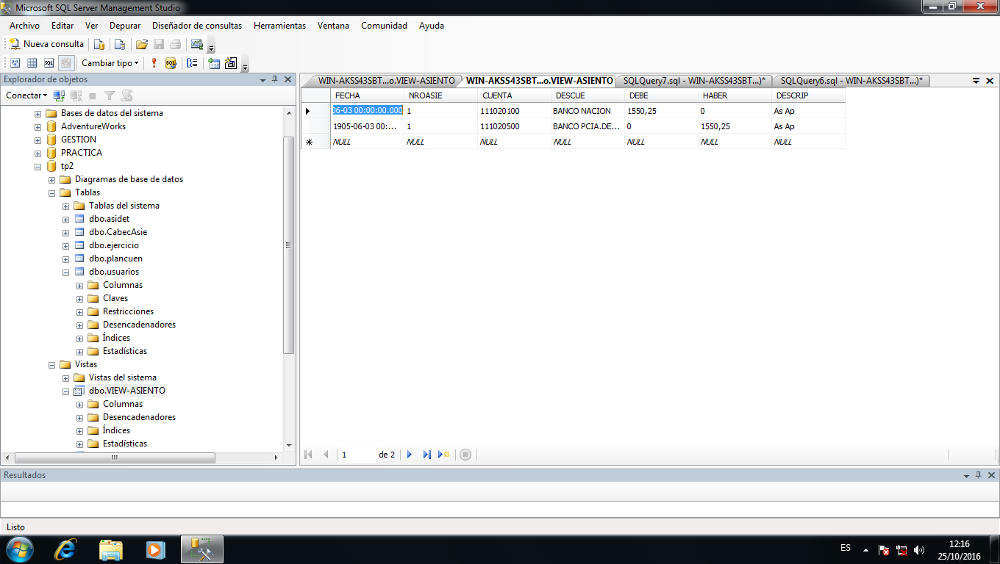 Microsoft SQL Server Management Studio
Archivo Editar Ver Depurar Diseñador de consultas Herramientas Ventana Comunidad Ayuda
Nueva consulta
Cambiar tipo
Explorador de objetos
Conectar
Bases de datos del sistema
AdventureWorks
GESTION
PRACTICA
tp2
Diagramas de base de datos
Tablas
Tablas del sistema
dbo.asidet
dbo.CabecAsie
dbo.ejercicio
dbo.plancuen
dbo.usuarios
Columnas
Claves
Restricciones
Desencadenadores
Índices
Estadísticas
Vistas
Vistas del sistema
dbo.VIEW-ASIENTO
Columnas
Desencadenadores
Índices
Estadísticas
WIN-AKSS43SBT...o.VIEW-ASIENTO WIN-AKSS43SBT...o.VIEW-ASIENTO SQLQuery7.sql - WIN-AKSS43SBT...)* SQLQuery6.sql - WIN-AKSS43SBT...)*
FECHA NROASIE CUENTA DESCUE DEBE HABER DESCRIP
06-03 00:00:00.000 1 111020100 BANCO NACION 1550,25 0 As Ap
1905-06-03 00:... 1 111020500 BANCO PCIA.DE... 0 1550,25 As Ap
NULL NULL NULL NULL NULL NULL NULL
1 de 2
Resultados
Listo
ES
12:16
25/10/2016